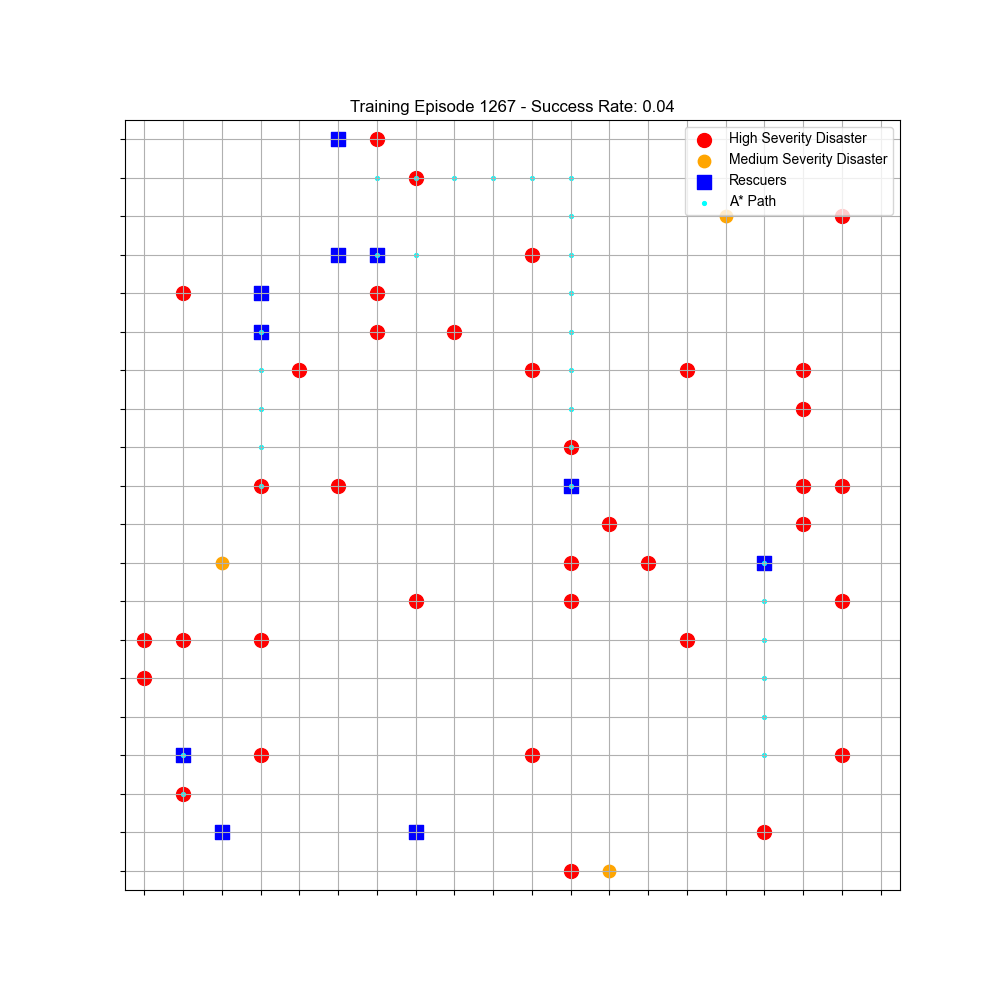 Training Episode 1267 - Success Rate: 0.04
High Severity Disaster
Medium Severity Disaster
Rescuers
A* Path